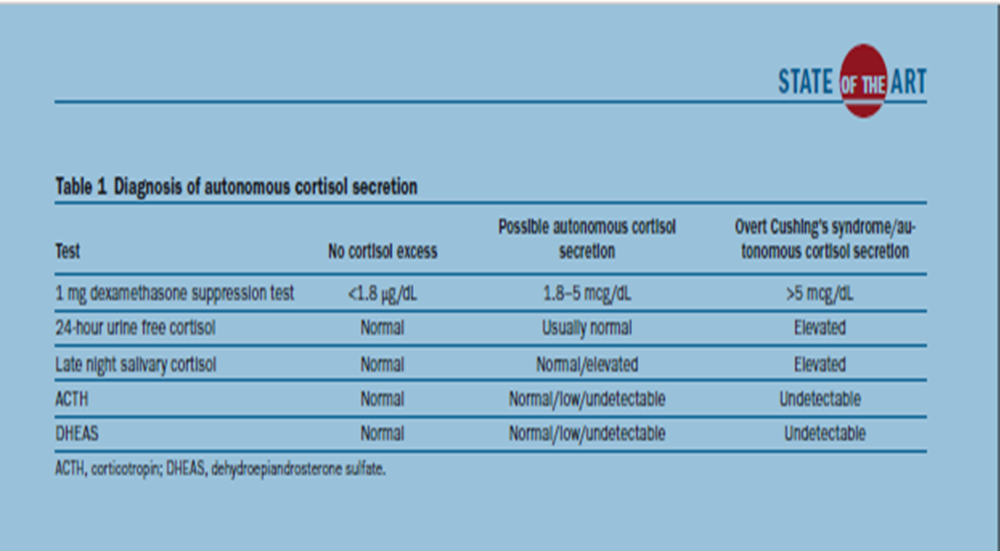 STATE OF THE ART
Table 1 Diagnosis of autonomous cortisol secretion
Test
No cortisol excess
Possible autonomous cortisol
secretion
Overt Cushing's syndrome/au-
tonomous cortisol secretion
1 mg dexamethasone suppression test <1.8 µg/dL 1.8–5 mcg/dL >5 mcg/dL
24-hour urine free cortisol Normal Usually normal Elevated
Late night salivary cortisol Normal Normal/elevated Elevated
ACTH Normal Normal/low/undetectable Undetectable
DHEAS Normal Normal/low/undetectable Undetectable
ACTH, corticotropin; DHEAS, dehydroepiandrosterone sulfate.